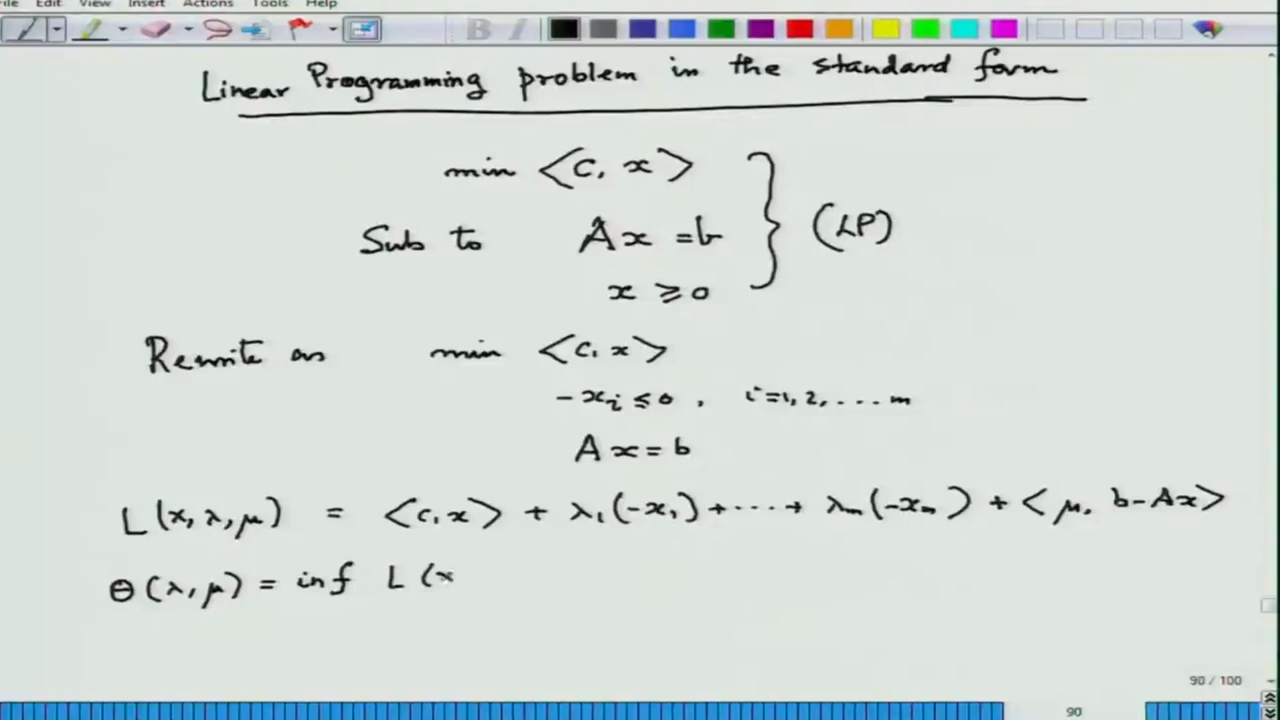 File Edit View Insert Actions Tools Help
Linear Programming problem in the standard form
min <c, x>
Sub to Ax = b (LP)
x ≥ 0
Rewrite as min <c, x>
-xᵢ ≤ 0, i=1, 2, .... m
Ax = b
L(x, λ, μ) = <c, x> + λ₁(-x₁) + ... + λₘ(-xₘ) + <μ, b-Ax>
θ(λ, μ) = inf L (x
90 / 100
90